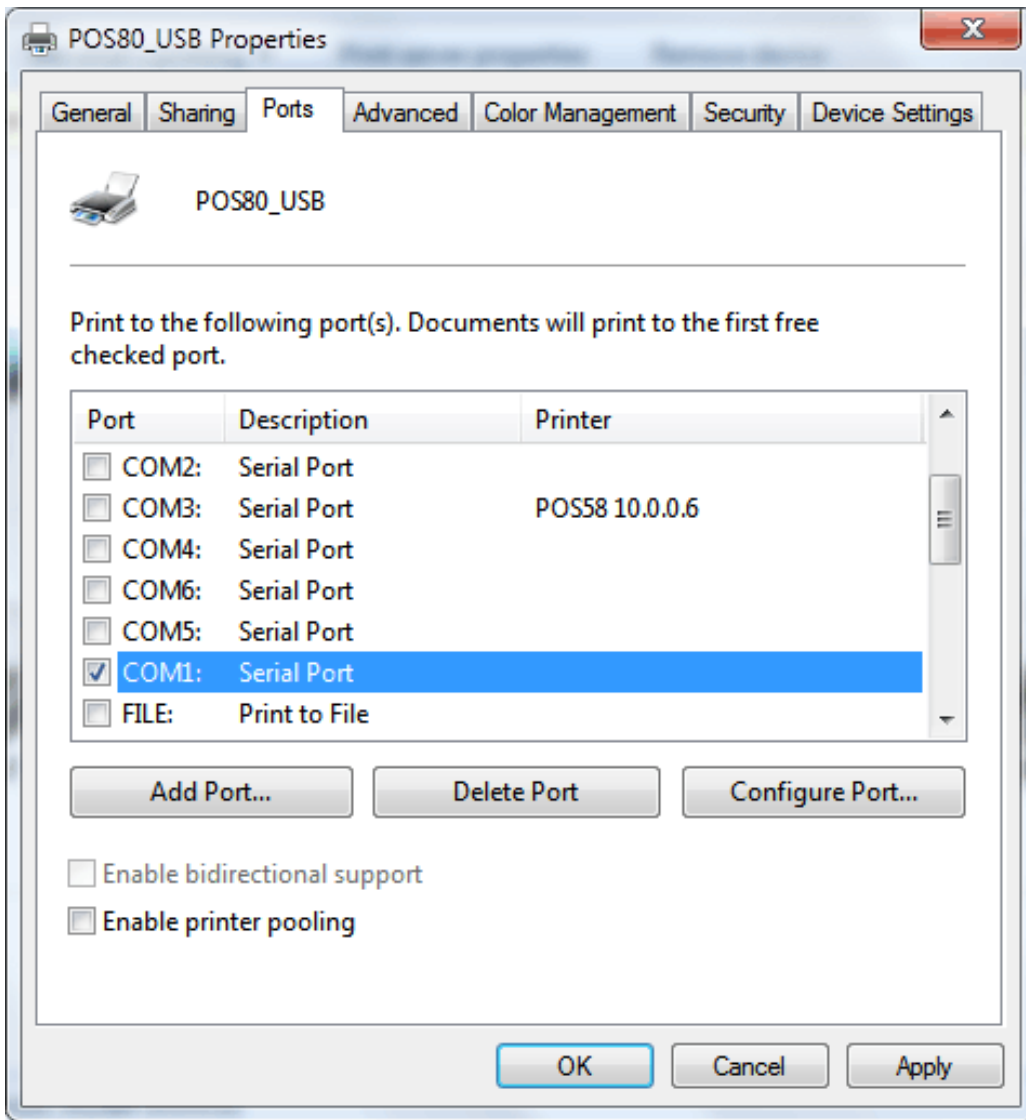 POS80_USB Properties
General Sharing Ports Advanced Color Management Security Device Settings
POS80_USB
Print to the following port(s). Documents will print to the first free
checked port.
Port Description Printer
COM2: Serial Port
COM3: Serial Port POS58 10.0.0.6
COM4: Serial Port
COM6: Serial Port
COM5: Serial Port
COM1: Serial Port
FILE: Print to File
Add Port... Delete Port Configure Port...
Enable bidirectional support
Enable printer pooling
OK Cancel Apply